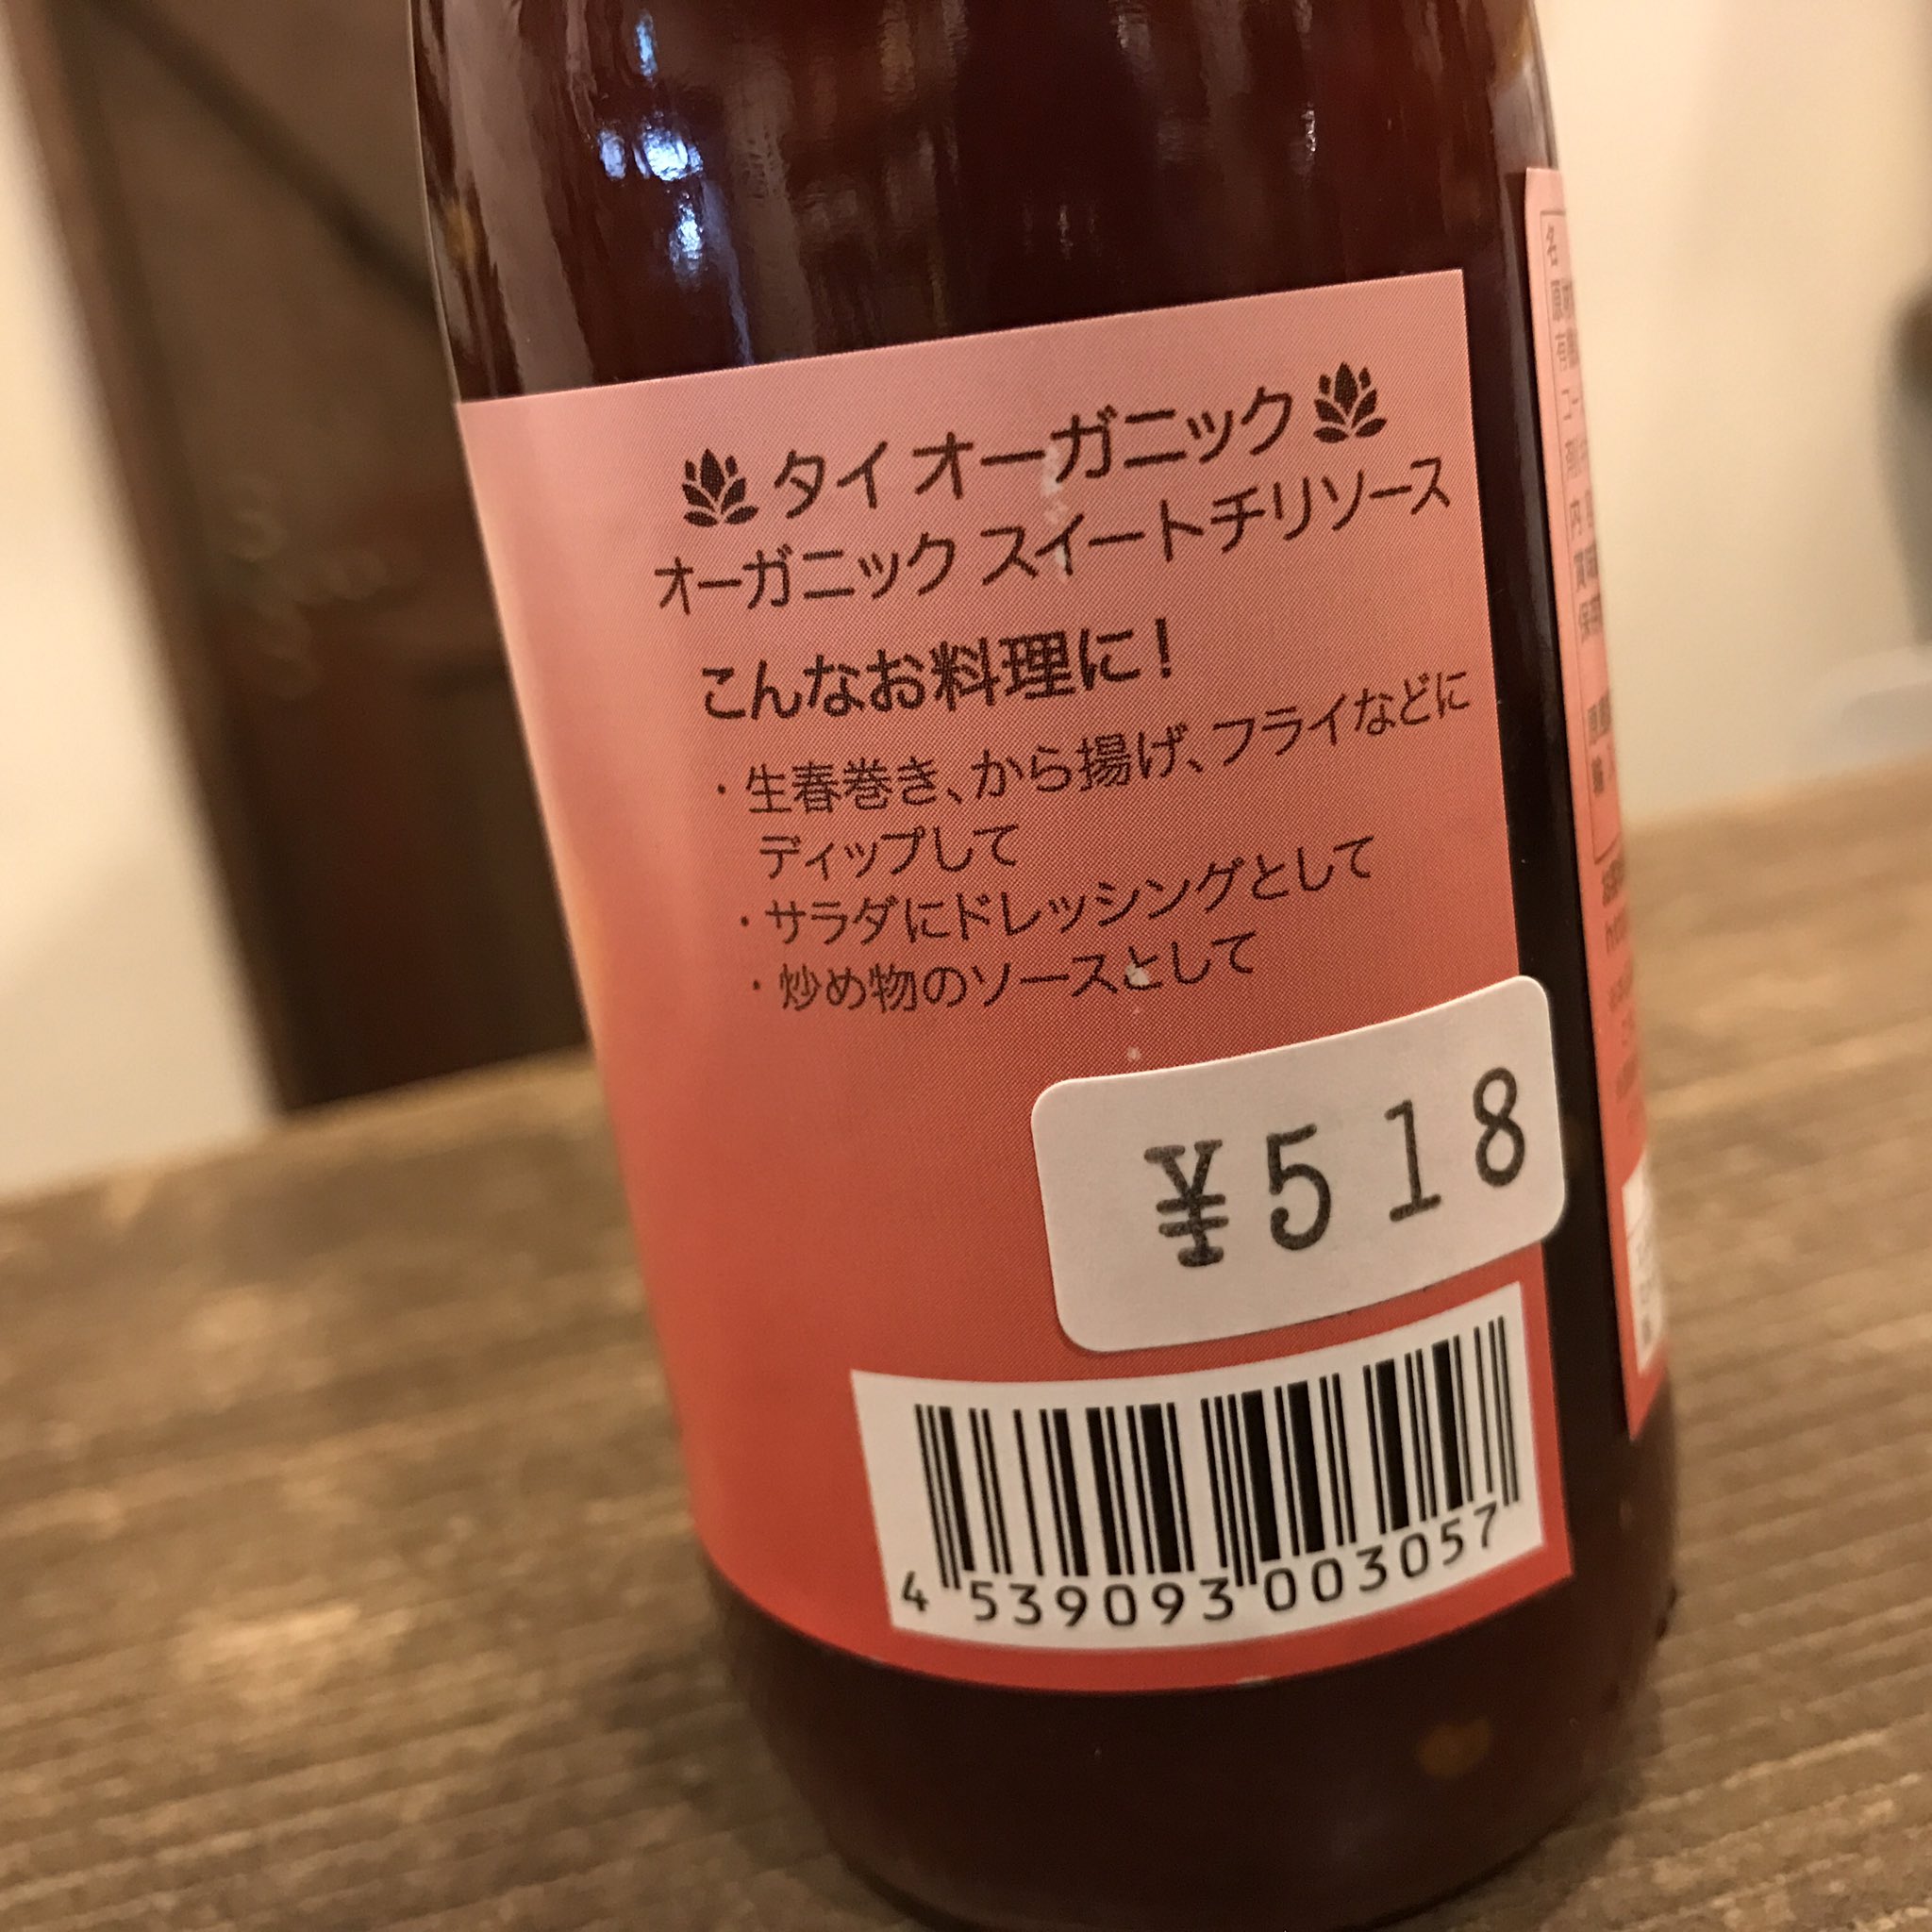 タイ オーガニック
オーガニック スイートチリソース
こんなお料理に!
・生春巻き、から揚げ、フライなどに
ディップして
・サラダにドレッシングとして
・炒め物のソースとして
¥518
4 539093 003057
名